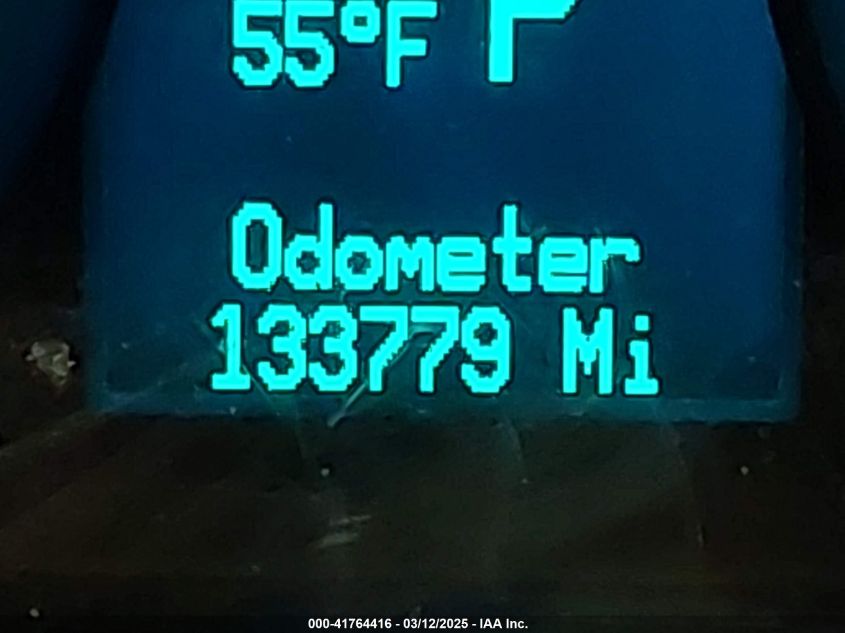 55°F P
Odometer
133779 Mi
000-41764416 - 03/12/2025 - IAA Inc.